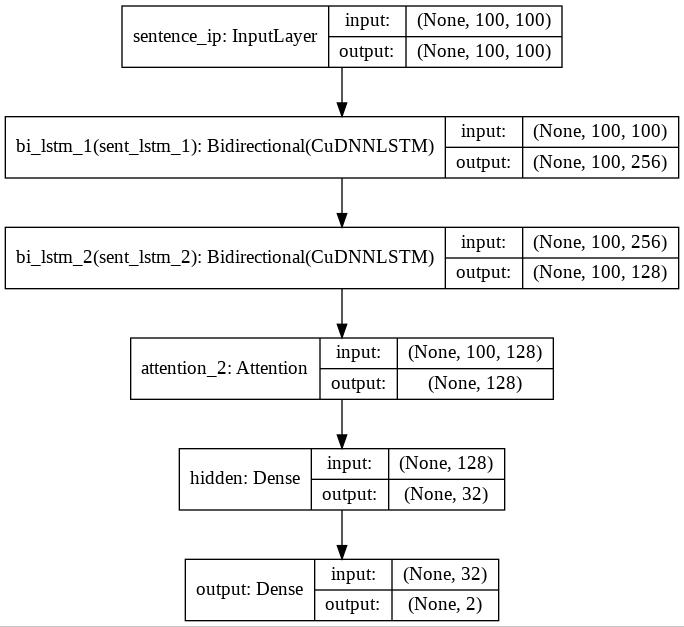 sentence_ip: InputLayer
input: (None, 100, 100)
output: (None, 100, 100)
bi_lstm_1(sent_lstm_1): Bidirectional(CuDNNLSTM)
input: (None, 100, 100)
output: (None, 100, 256)
bi_lstm_2(sent_lstm_2): Bidirectional(CuDNNLSTM)
input: (None, 100, 256)
output: (None, 100, 128)
attention_2: Attention
input: (None, 100, 128)
output: (None, 128)
hidden: Dense
input: (None, 128)
output: (None, 32)
output: Dense
input: (None, 32)
output: (None, 2)